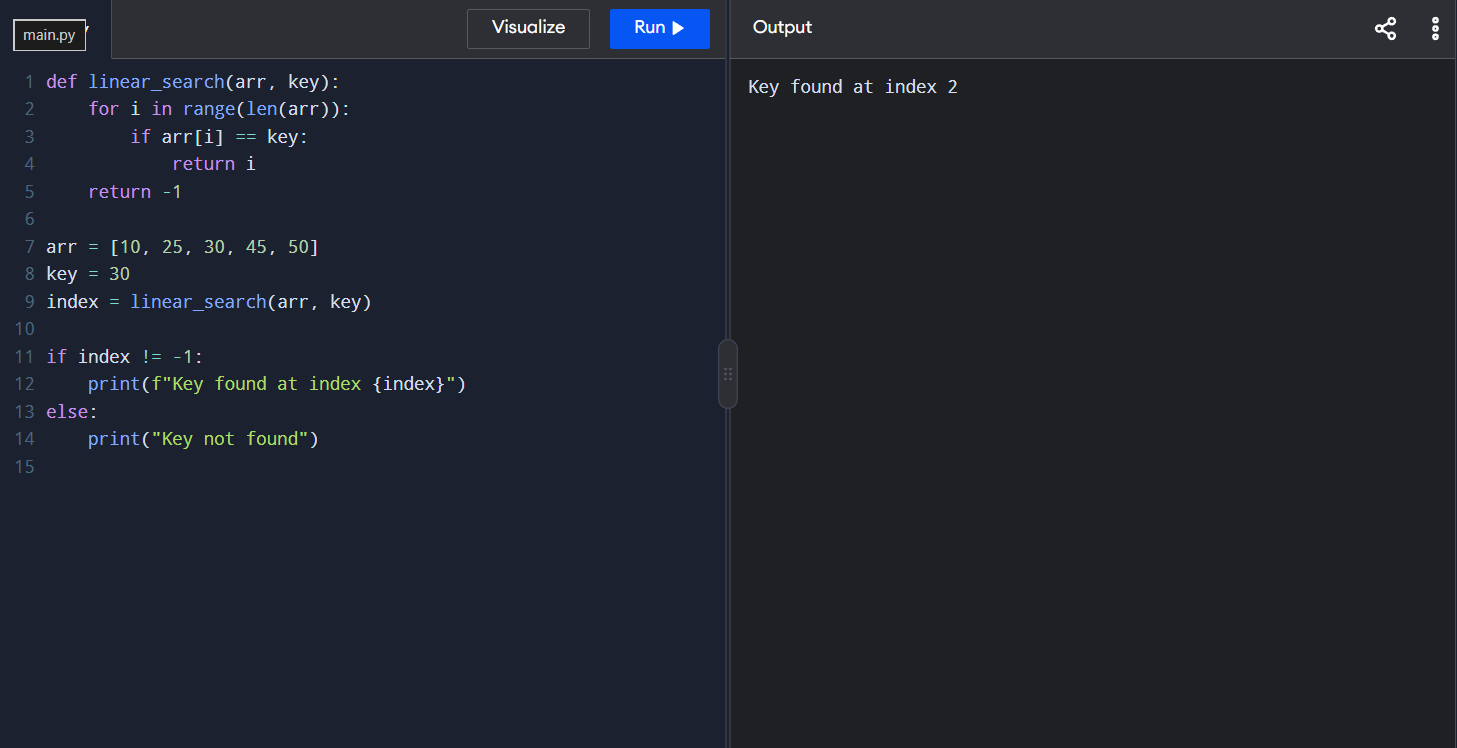 main.py
Visualize
Run
Output
1 def linear_search(arr, key):
2     for i in range(len(arr)):
3         if arr[i] == key:
4             return i
5     return -1
6
7 arr = [10, 25, 30, 45, 50]
8 key = 30
9 index = linear_search(arr, key)
10
11 if index != -1:
12     print(f"Key found at index {index}")
13 else:
14     print("Key not found")
15
Key found at index 2